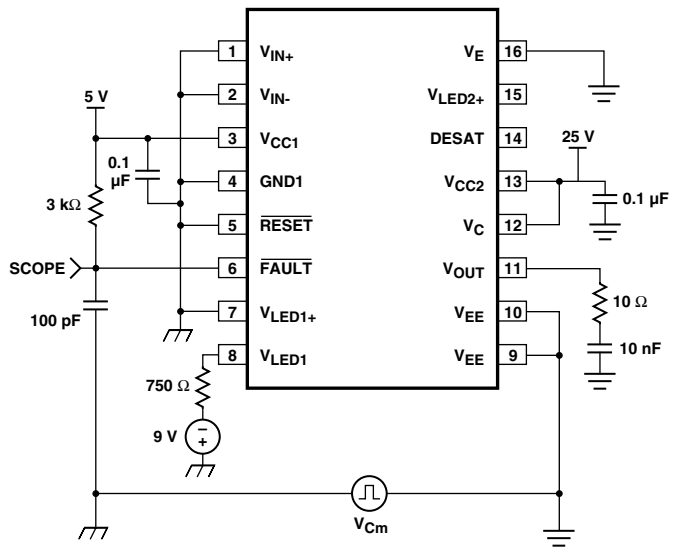 1 V_IN+ V_E 16
2 V_IN- V_LED2+ 15
5 V
3 V_CC1 DESAT 14
25 V
0.1 µF
4 GND1 V_CC2 13
0.1 µF
3 kΩ
5 RESET V_C 12
SCOPE
6 FAULT V_OUT 11
10 Ω
100 pF
7 V_LED1+ V_EE 10
10 nF
8 V_LED1 V_EE 9
750 Ω
9 V
− +
V_Cm